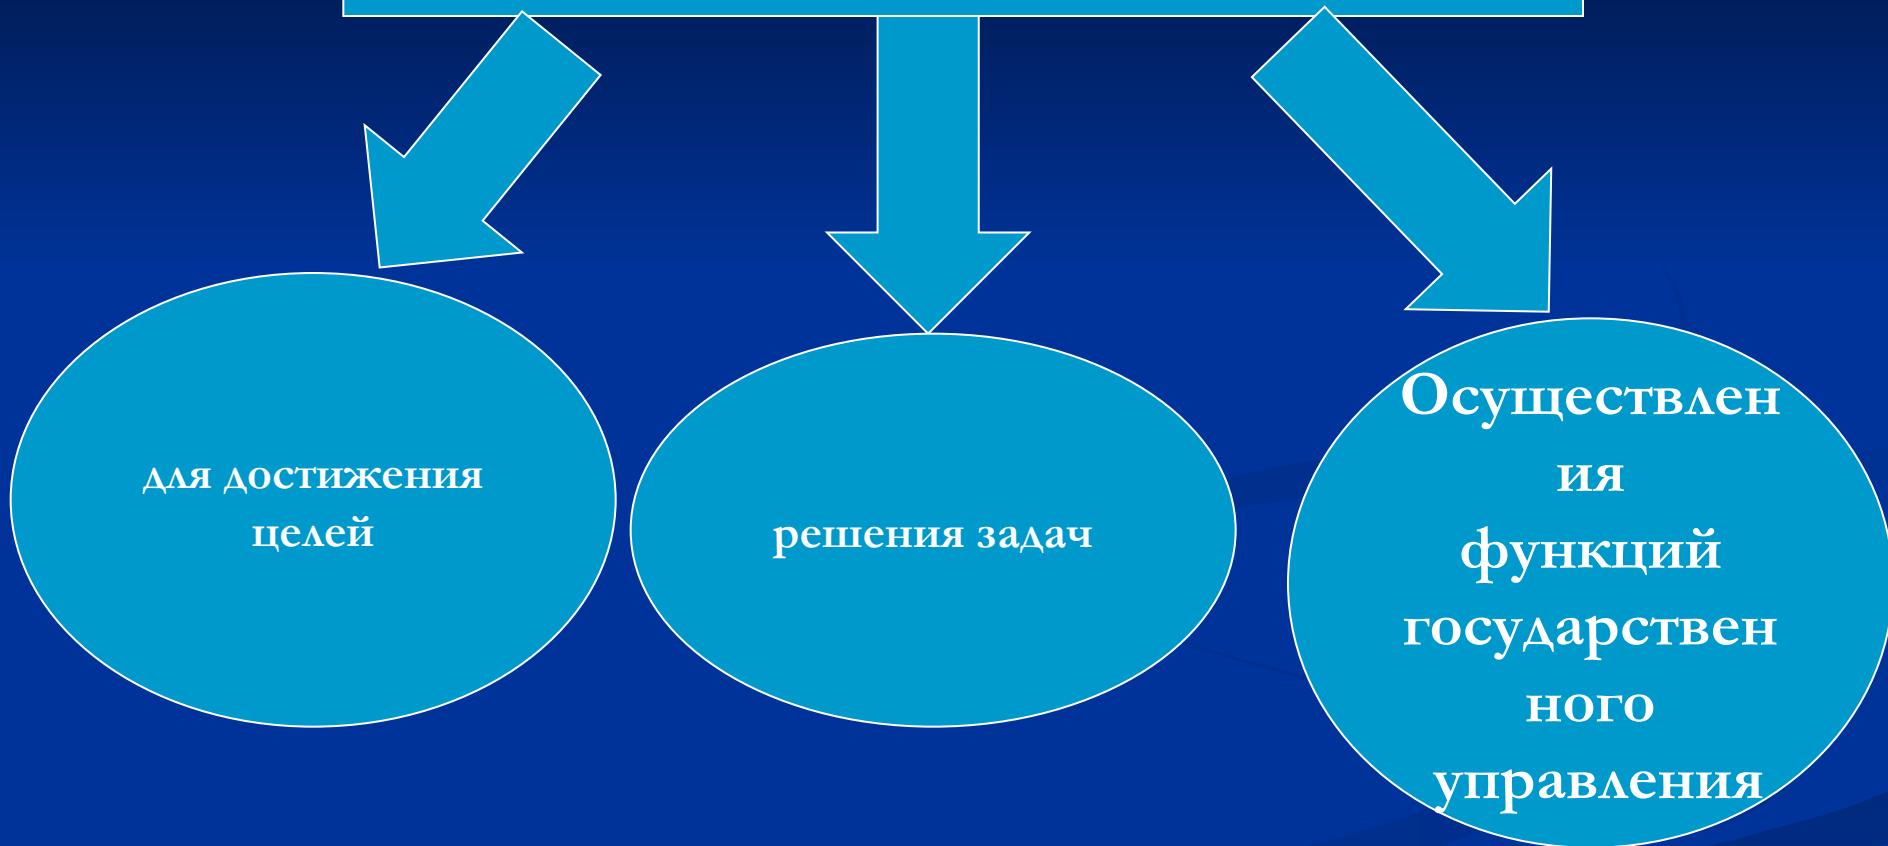 для достижения
целей
решения задач
Осуществлен
ия
функций
государствен
ного
управления